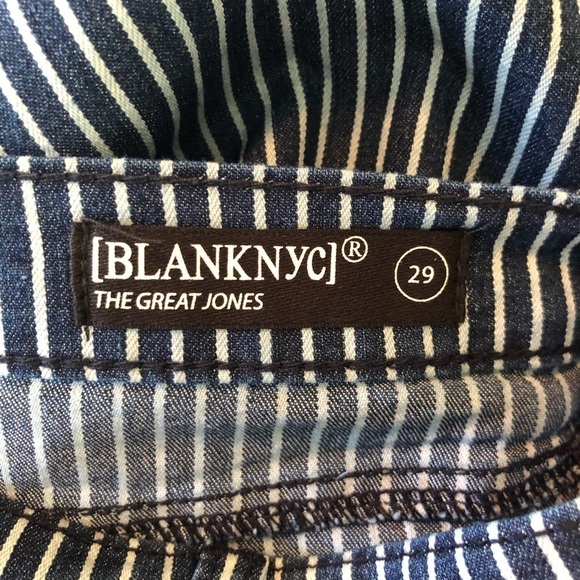 [BLANKNYC]®
THE GREAT JONES
29